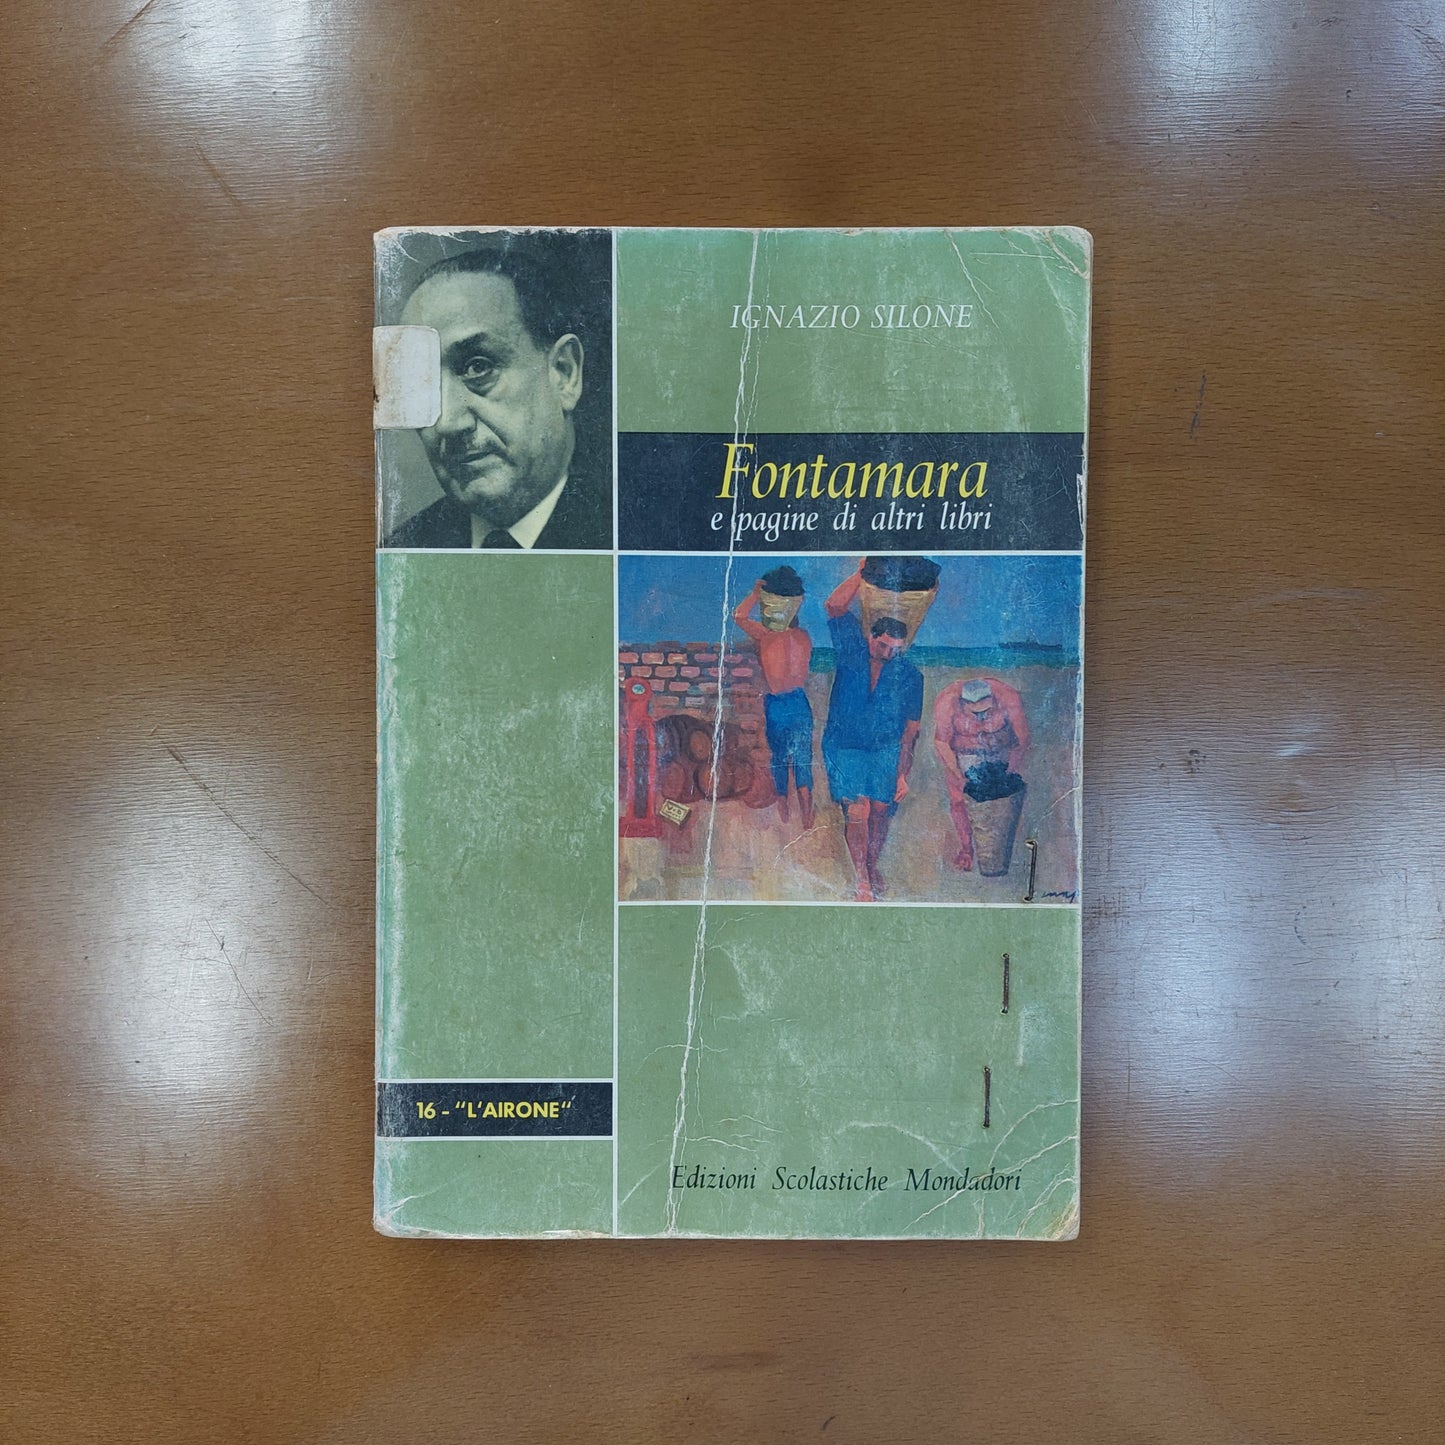 IGNAZIO SILONE
Fontamara
e pagine di altri libri
16 - "L'AIRONE"
Edizioni Scolastiche Mondadori